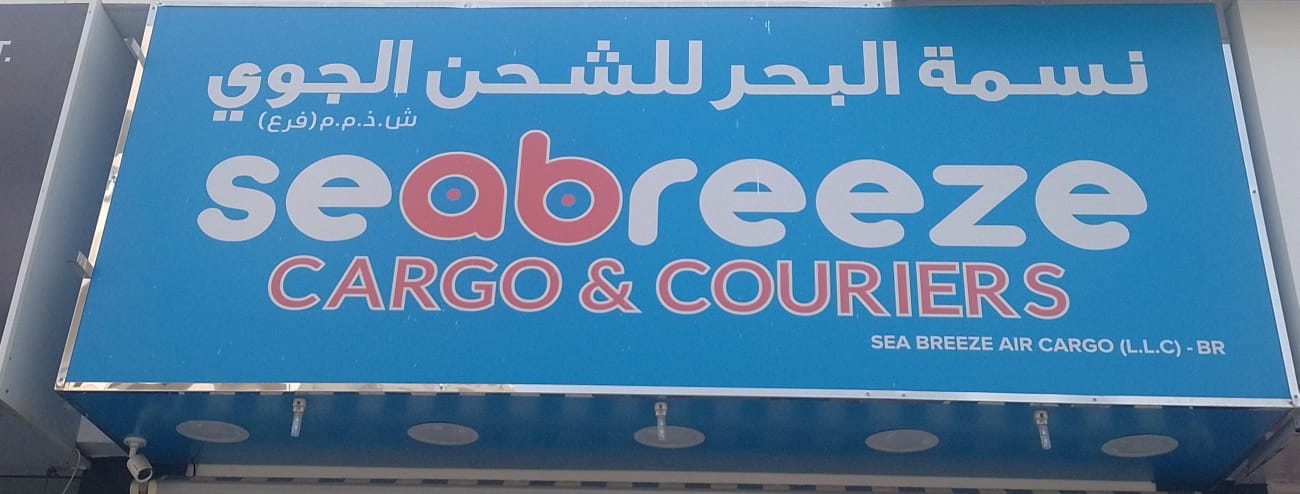 نسمة البحر للشحن الجوي
ش.ذ.م.م (فرع)
seabreeze
CARGO & COURIERS
SEA BREEZE AIR CARGO (L.L.C) - BR
T.